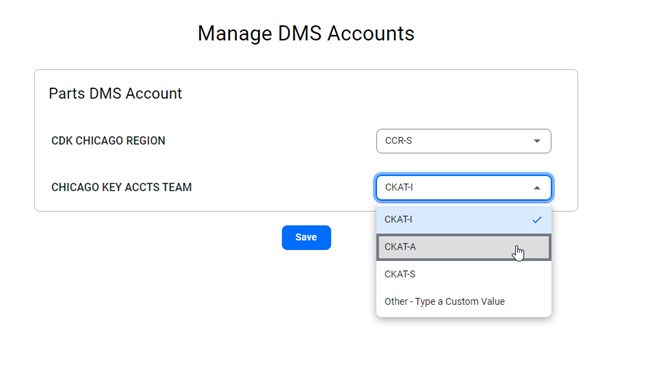 Manage DMS Accounts
Parts DMS Account
CDK CHICAGO REGION
CCR-S
CHICAGO KEY ACCTS TEAM
CKAT-I
CKAT-I
CKAT-A
CKAT-S
Other - Type a Custom Value
Save